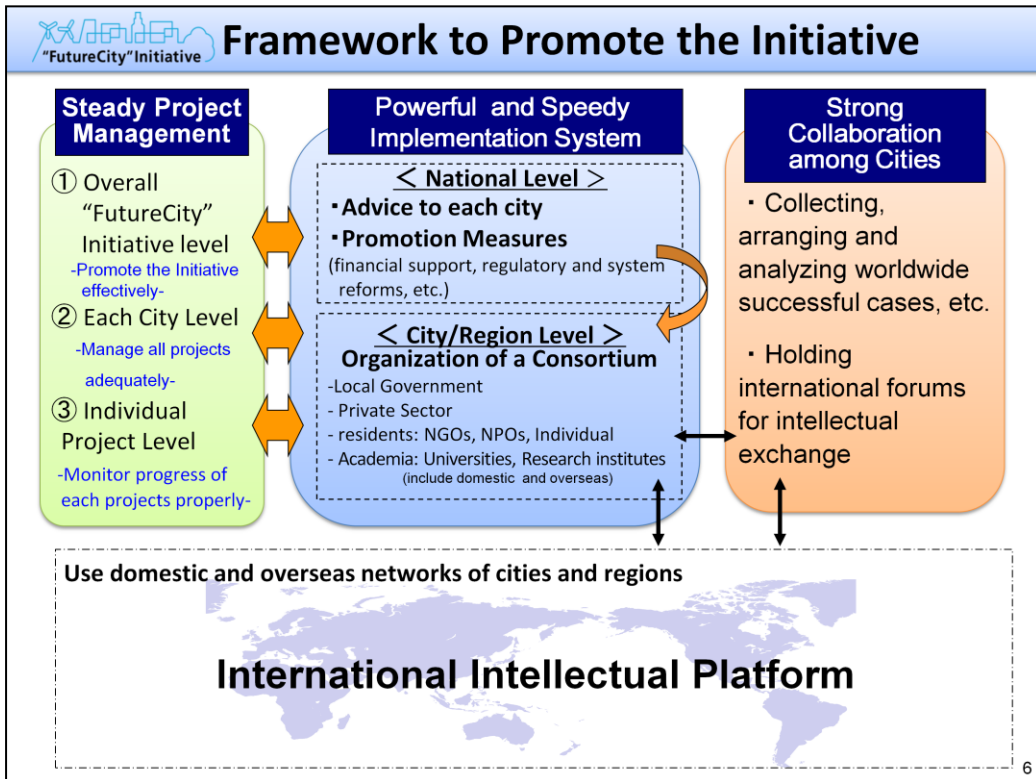 "FutureCity"Initiative
Framework to Promote the Initiative
Steady Project
Management
① Overall
"FutureCity"
Initiative level
-Promote the Initiative
effectively-
② Each City Level
-Manage all projects
adequately-
③ Individual
Project Level
-Monitor progress of
each projects properly-
Powerful and Speedy
Implementation System
< National Level >
・Advice to each city
・Promotion Measures
(financial support, regulatory and system
reforms, etc.)
< City/Region Level >
Organization of a Consortium
-Local Government
- Private Sector
- residents: NGOs, NPOs, Individual
- Academia: Universities, Research institutes
(include domestic and overseas)
Strong
Collaboration
among Cities
・ Collecting,
arranging and
analyzing worldwide
successful cases, etc.
・ Holding
international forums
for intellectual
exchange
Use domestic and overseas networks of cities and regions
International Intellectual Platform
6